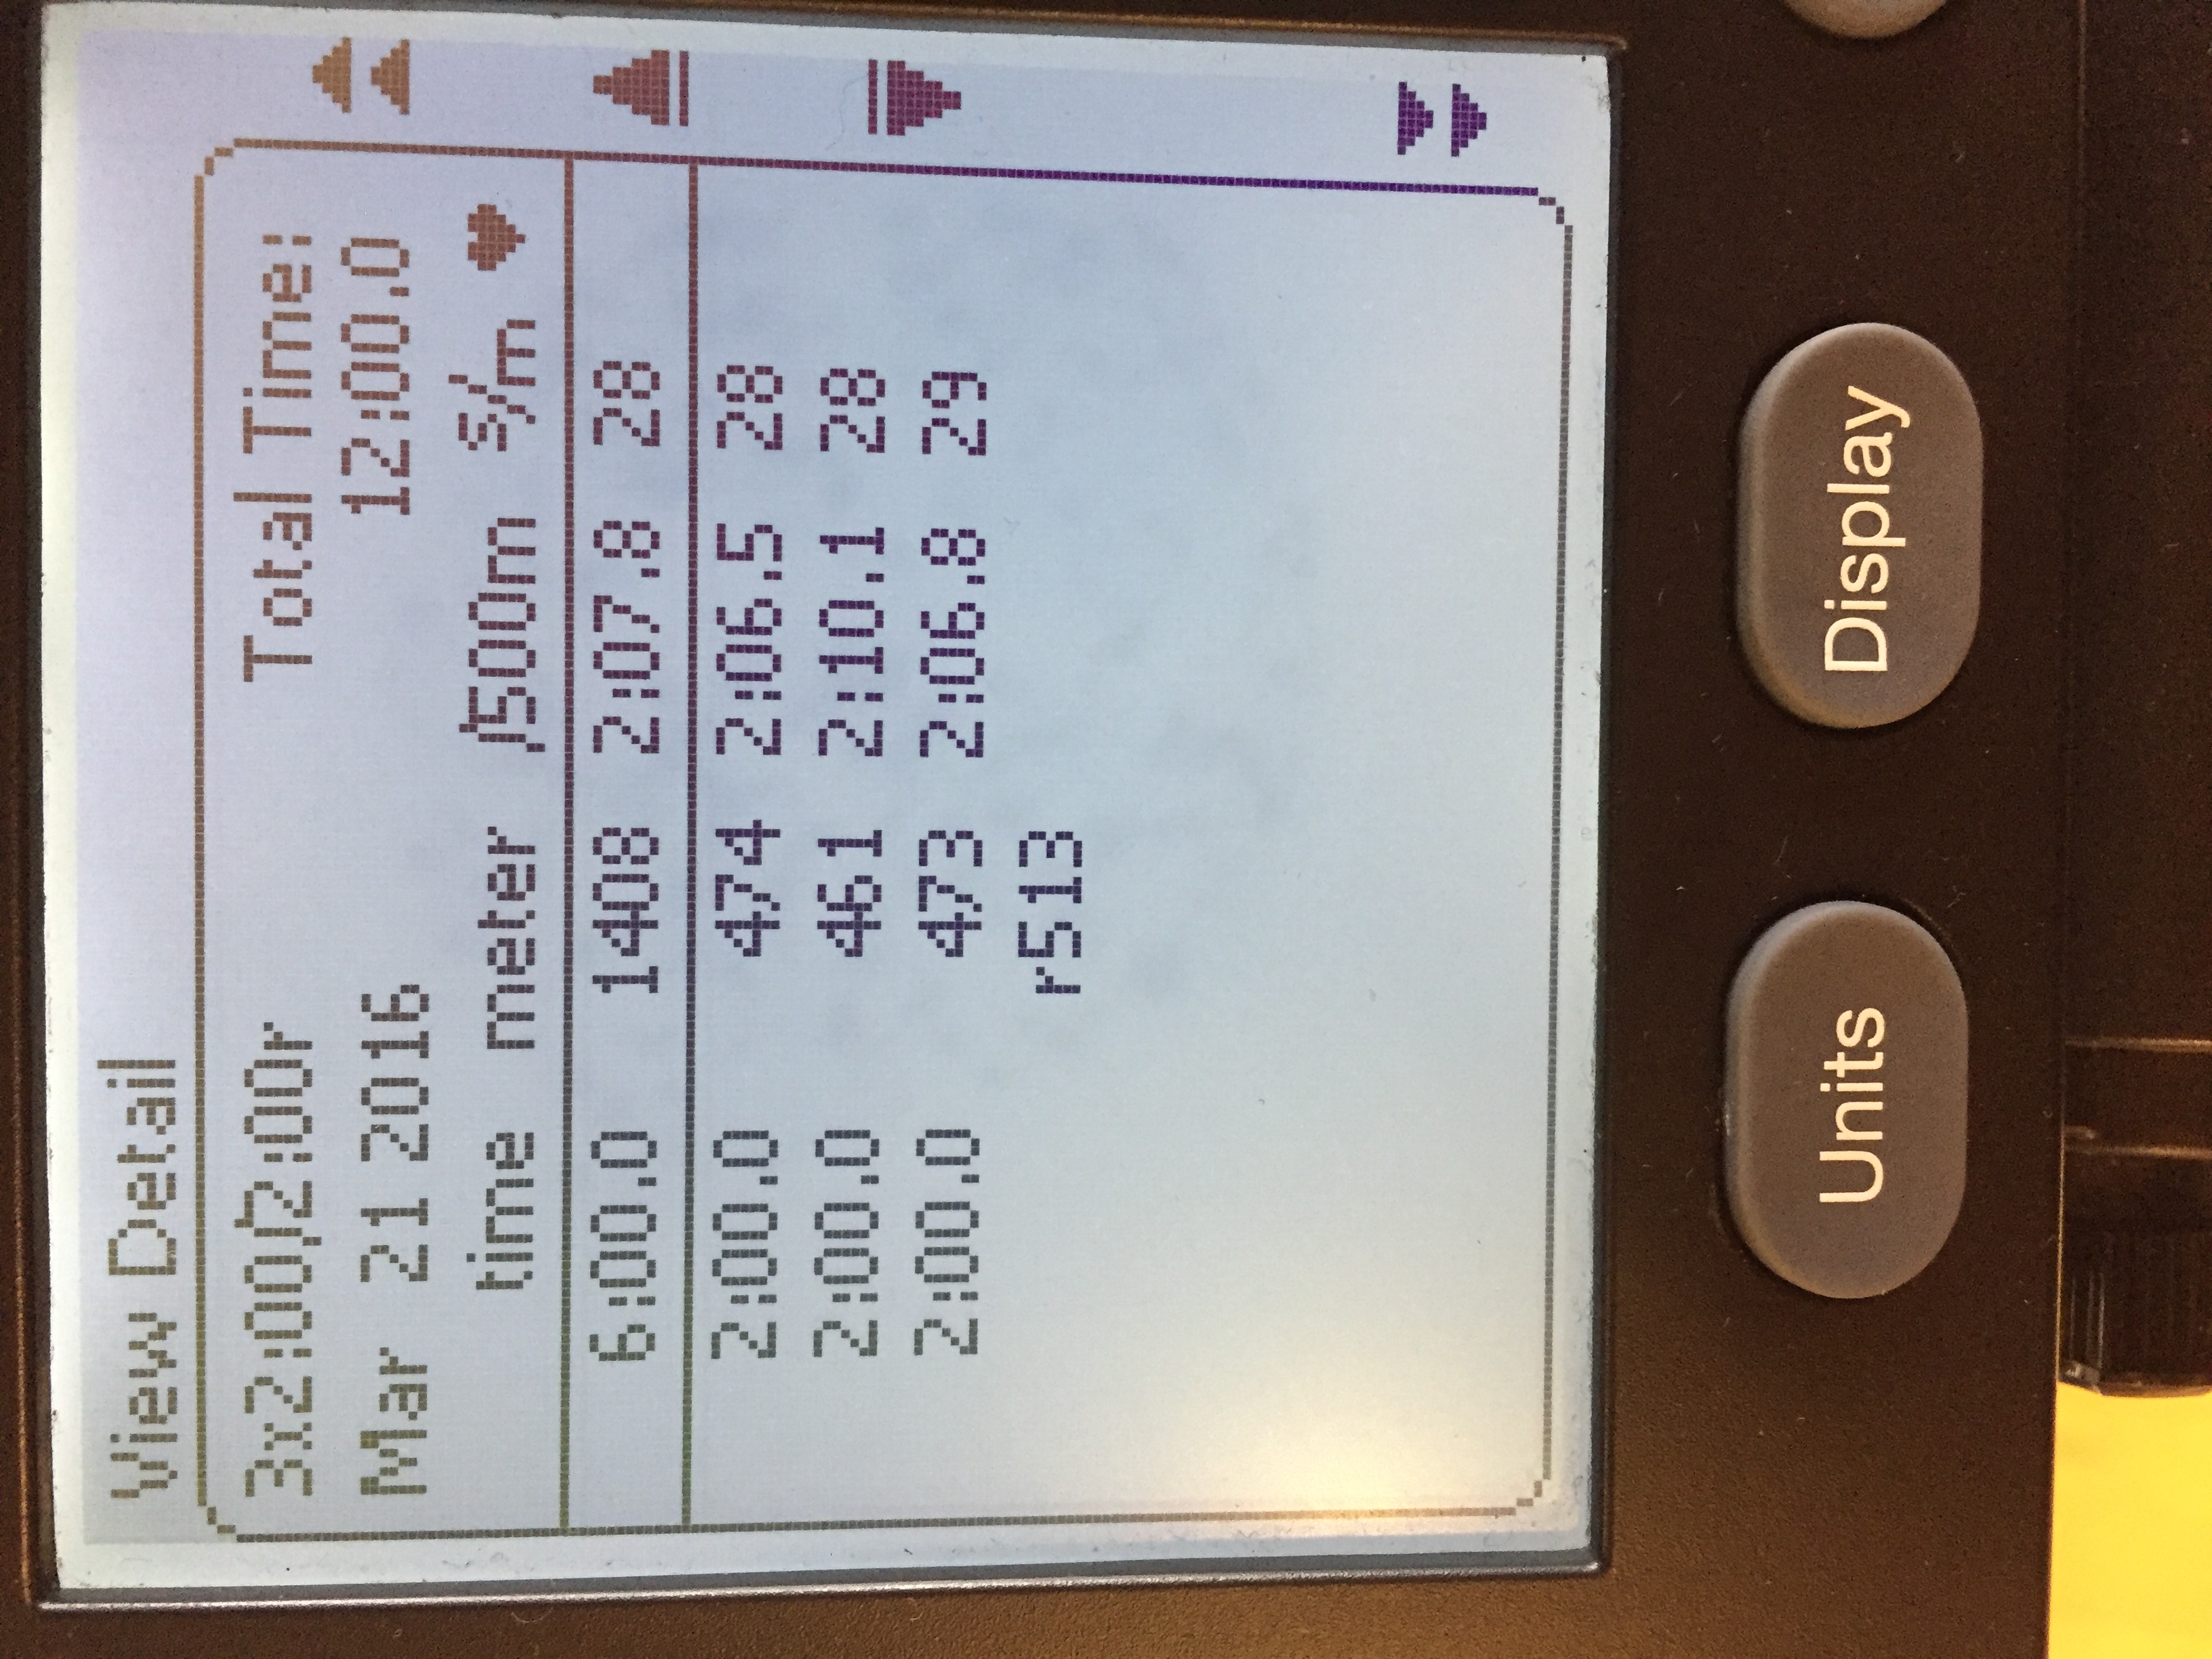 View Detail
3x2:00/2:00r Total Time:
Mar 21 2016 12:00.0
time meter /500m s/m ♥
6:00.0 1408 2:07.8 28
2:00.0 474 2:06.5 28
2:00.0 461 2:10.1 28
2:00.0 473 2:06.8 29
r513
Units Display